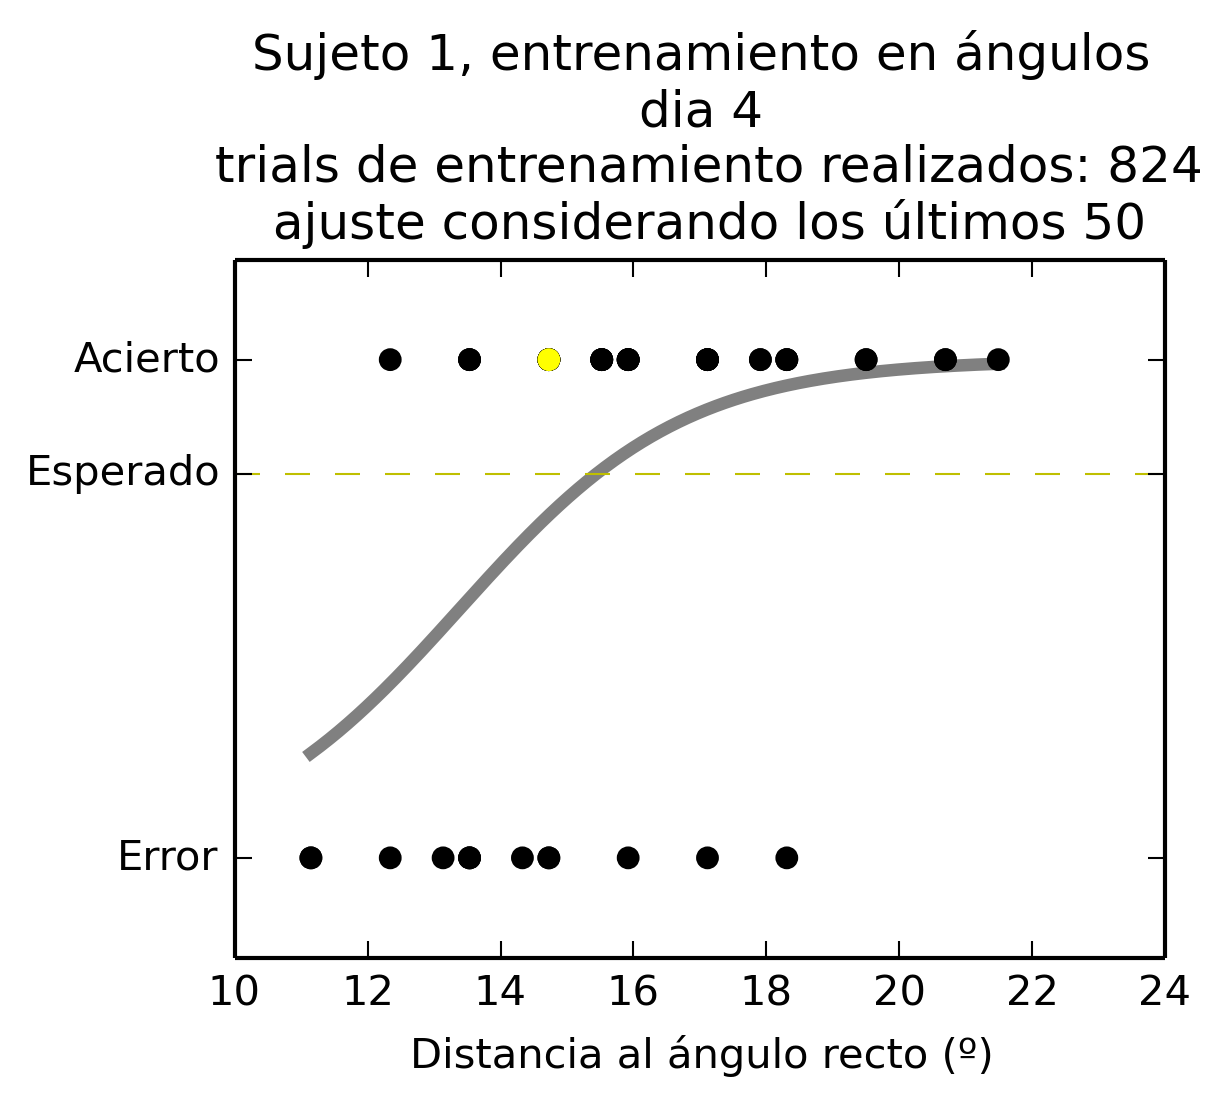 Sujeto 1, entrenamiento en ángulos
dia 4
trials de entrenamiento realizados: 824
ajuste considerando los últimos 50
Acierto
Esperado
Error
10 12 14 16 18 20 22 24
Distancia al ángulo recto (º)